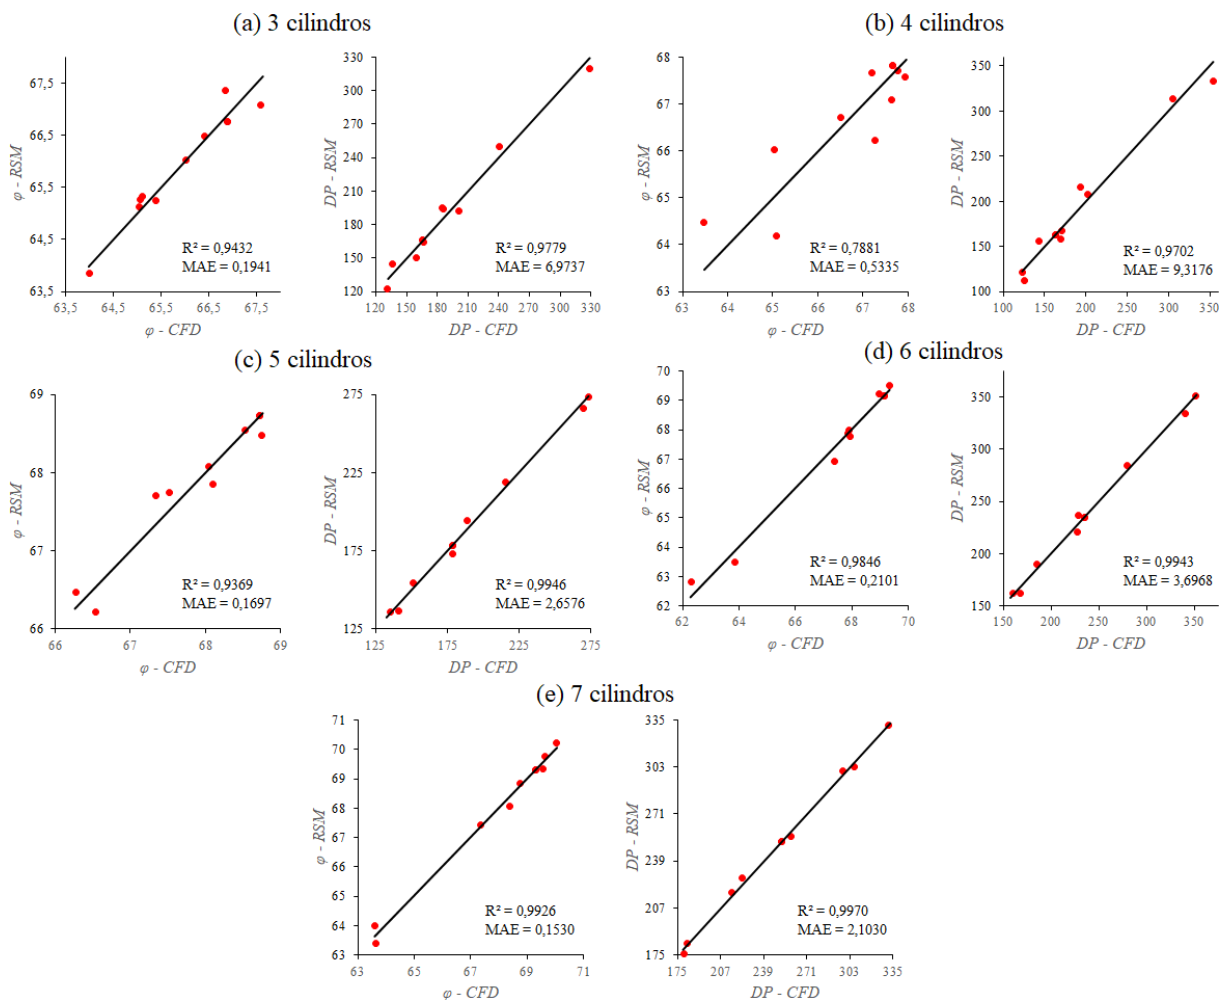 (a) 3 cilindros
φ - RSM
67,5
66,5
65,5
64,5
63,5
R² = 0,9432
MAE = 0,1941
63,5 64,5 65,5 66,5 67,5
φ - CFD
DP - RSM
330
300
270
240
210
180
150
120
R² = 0,9779
MAE = 6,9737
120 150 180 210 240 270 300 330
DP - CFD
(b) 4 cilindros
φ - RSM
68
67
66
65
64
63
R² = 0,7881
MAE = 0,5335
63 64 65 66 67 68
φ - CFD
DP - RSM
350
300
250
200
150
100
R² = 0,9702
MAE = 9,3176
100 150 200 250 300 350
DP - CFD
(c) 5 cilindros
φ - RSM
69
68
67
66
R² = 0,9369
MAE = 0,1697
66 67 68 69
φ - CFD
DP - RSM
275
225
175
125
R² = 0,9946
MAE = 2,6576
125 175 225 275
DP - CFD
(d) 6 cilindros
φ - RSM
70
69
68
67
66
65
64
63
62
R² = 0,9846
MAE = 0,2101
62 64 66 68 70
φ - CFD
DP - RSM
350
300
250
200
150
R² = 0,9943
MAE = 3,6968
150 200 250 300 350
DP - CFD
(e) 7 cilindros
φ - RSM
71
70
69
68
67
66
65
64
63
R² = 0,9926
MAE = 0,1530
63 65 67 69 71
φ - CFD
DP - RSM
335
303
271
239
207
175
R² = 0,9970
MAE = 2,1030
175 207 239 271 303 335
DP - CFD